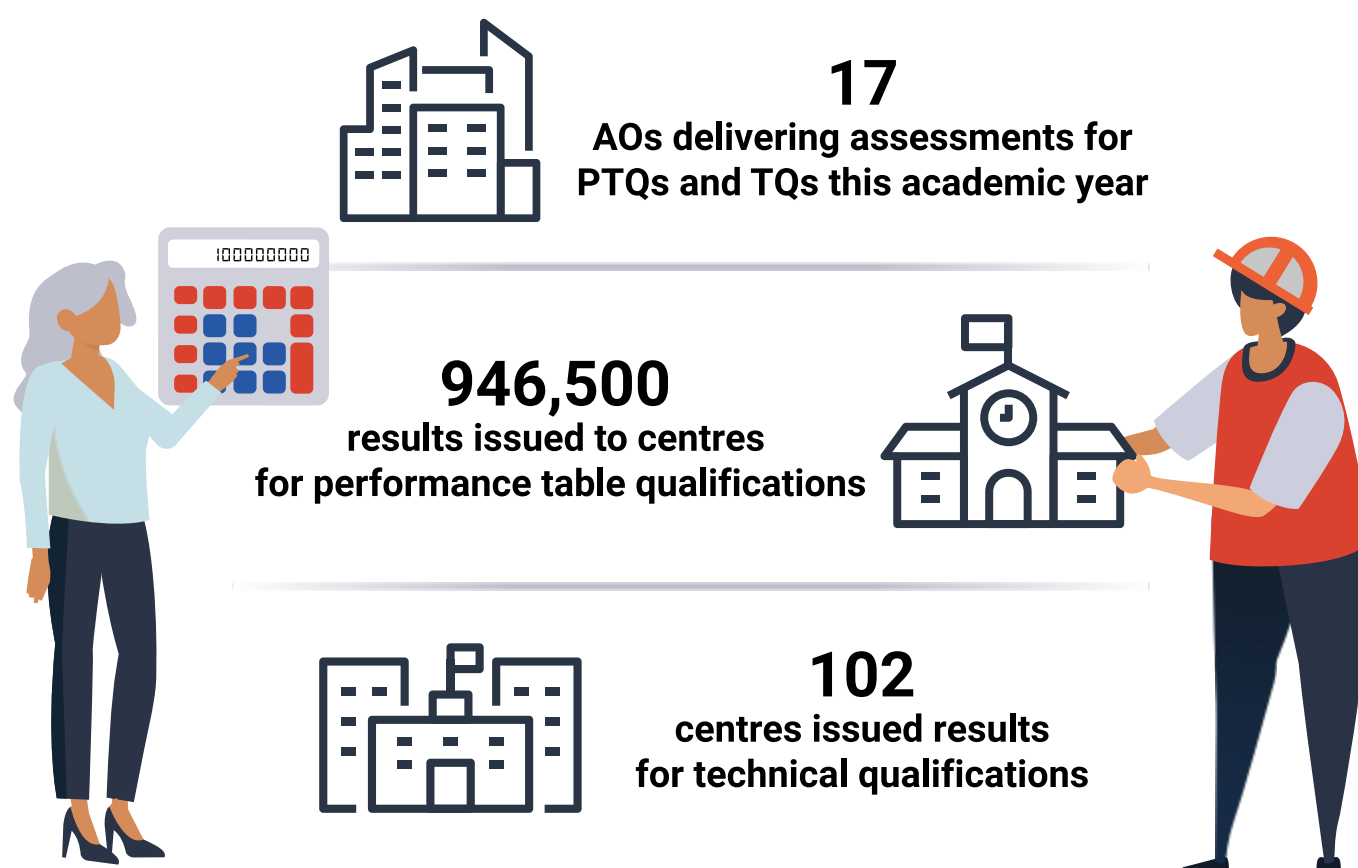 17
AOs delivering assessments for
PTQs and TQs this academic year
100000000
946,500
results issued to centres
for performance table qualifications
102
centres issued results
for technical qualifications